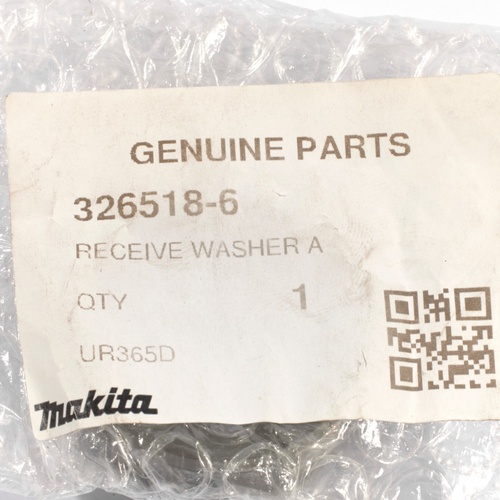 GENUINE PARTS
326518-6
RECEIVE WASHER A
QTY 1
UR365D
makita